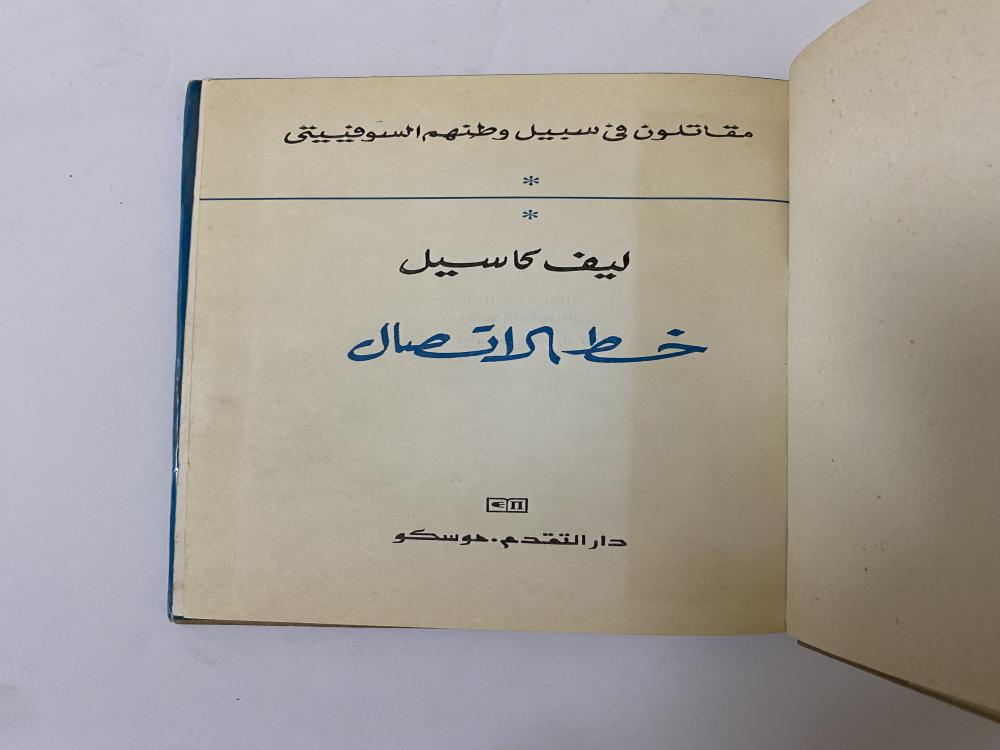 مقاتلون في سبيل وطنهم السوفييتي
*
*
ليف كاسيل
خط الاتصال
دار التقدم. موسكو